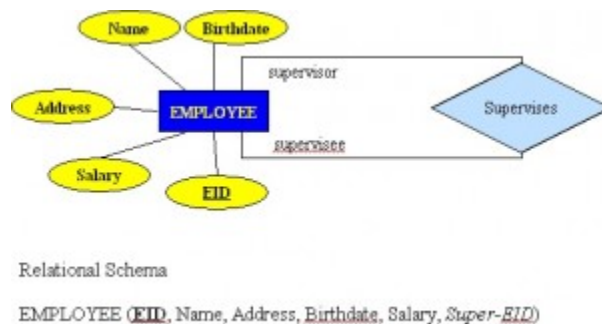 Name
Birthdate
supervisor
Address
EMPLOYEE
Supervises
supervisee
Salary
EID
Relational Schema
EMPLOYEE (EID, Name, Address, Birthdate, Salary, Super-EID)